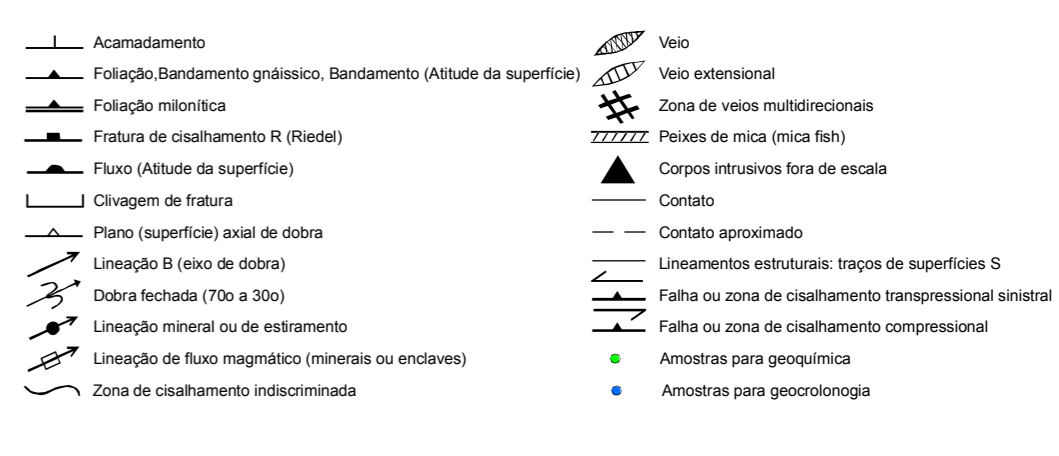 Acamadamento
Foliação,Bandamento gnáissico, Bandamento (Atitude da superfície)
Foliação milonítica
Fratura de cisalhamento R (Riedel)
Fluxo (Atitude da superfície)
Clivagem de fratura
Plano (superfície) axial de dobra
Lineação B (eixo de dobra)
Dobra fechada (70o a 30o)
Lineação mineral ou de estiramento
Lineação de fluxo magmático (minerais ou enclaves)
Zona de cisalhamento indiscriminada
Veio
Veio extensional
Zona de veios multidirecionais
Peixes de mica (mica fish)
Corpos intrusivos fora de escala
Contato
Contato aproximado
Lineamentos estruturais: traços de superfícies S
Falha ou zona de cisalhamento transpressional sinistral
Falha ou zona de cisalhamento compressional
Amostras para geoquímica
Amostras para geocrolonogia